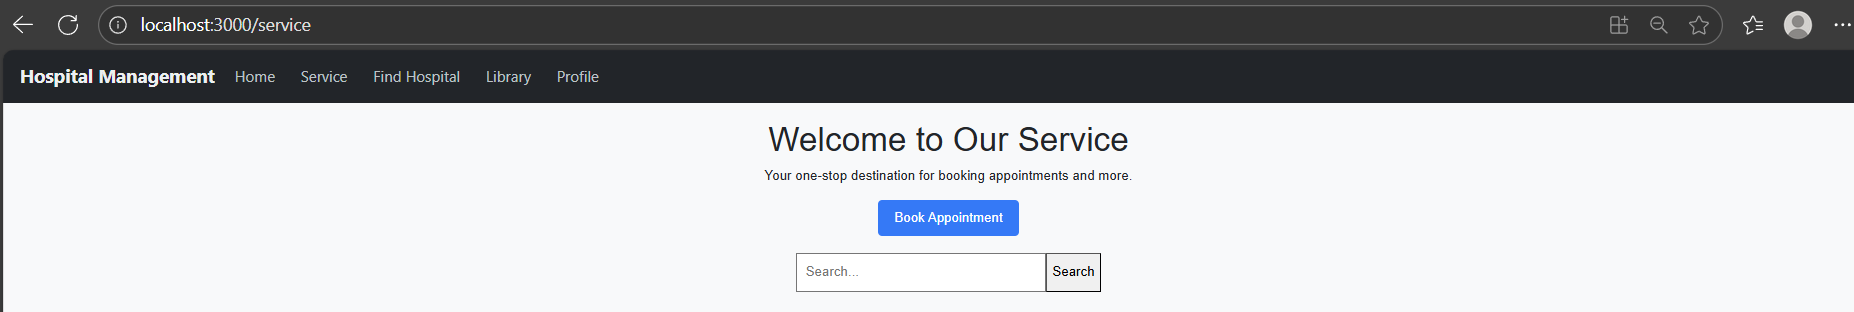 localhost:3000/service
Hospital Management Home Service Find Hospital Library Profile
Welcome to Our Service
Your one-stop destination for booking appointments and more.
Book Appointment
Search... Search